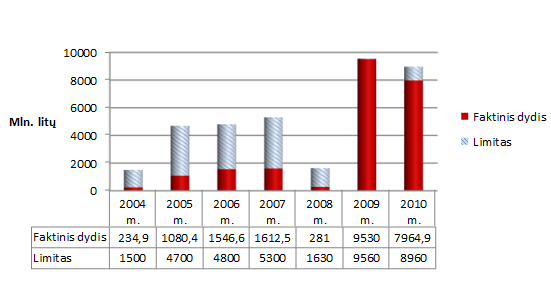 10000
8000
6000
4000
2000
0
Mln. litų
Faktinis dydis
Limitas
2004 m. 2005 m. 2006 m. 2007 m. 2008 m. 2009 m. 2010 m.
Faktinis dydis 234,9 1080,4 1546,6 1612,5 281 9530 7964,9
Limitas 1500 4700 4800 5300 1630 9560 8960